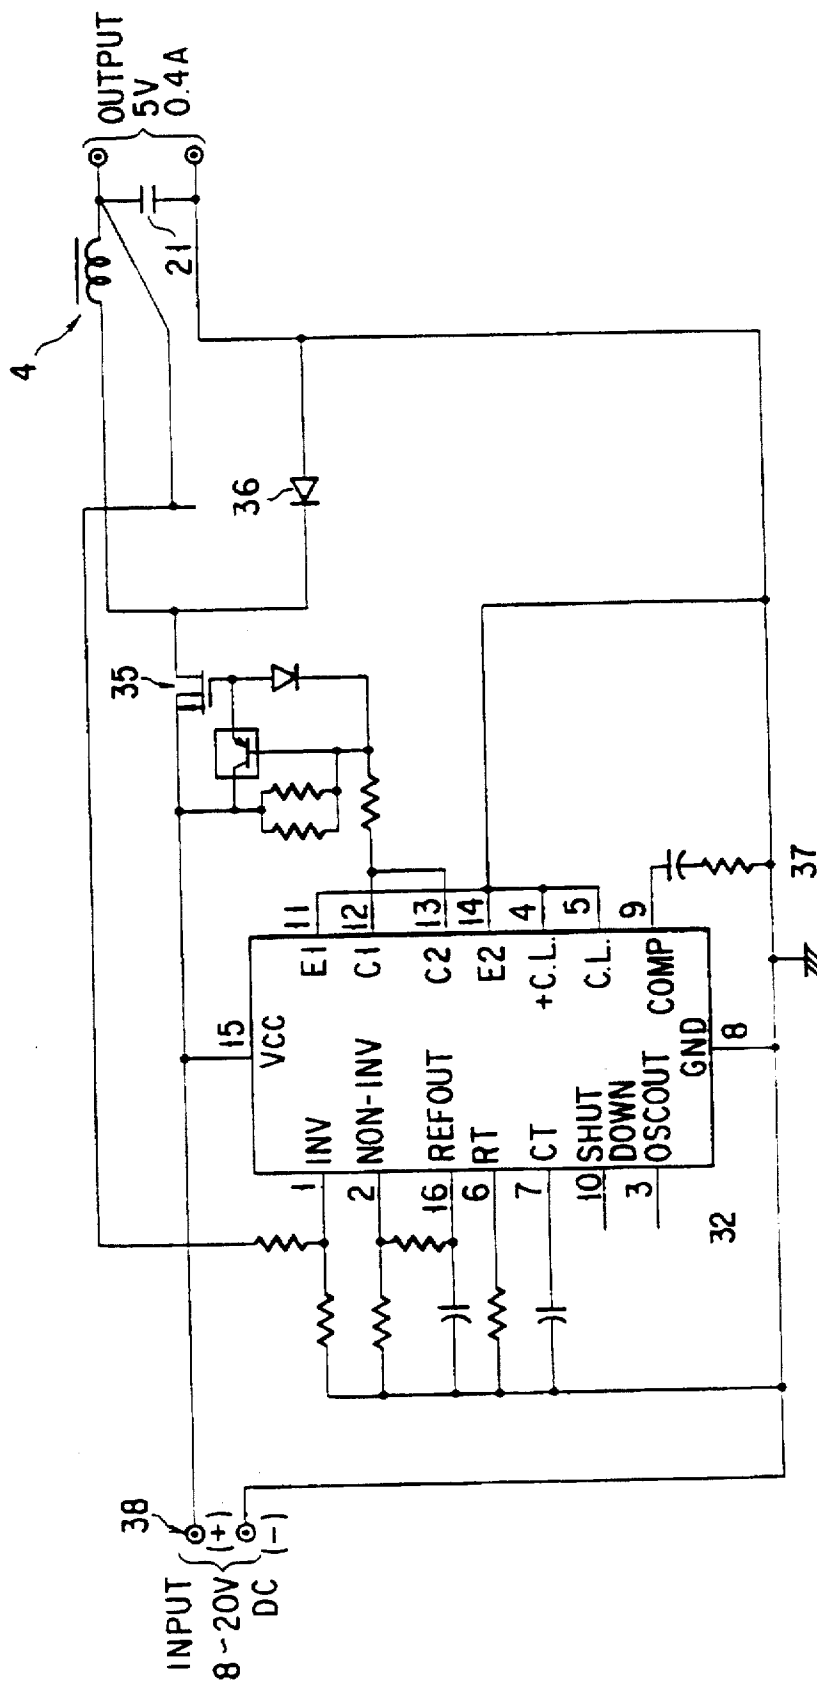 INPUT
8~20V
DC
38
(+)
(-)
15
VCC
1
INV
2
NON-INV
16
REFOUT
6
RT
7
CT
10
SHUT
DOWN
3
OSCOUT
GND
8
E1
11
C1
12
C2
13
E2
14
+C.L.
4
C.L.
5
COMP
9
32
37
35
36
4
21
OUTPUT
5V
0.4A